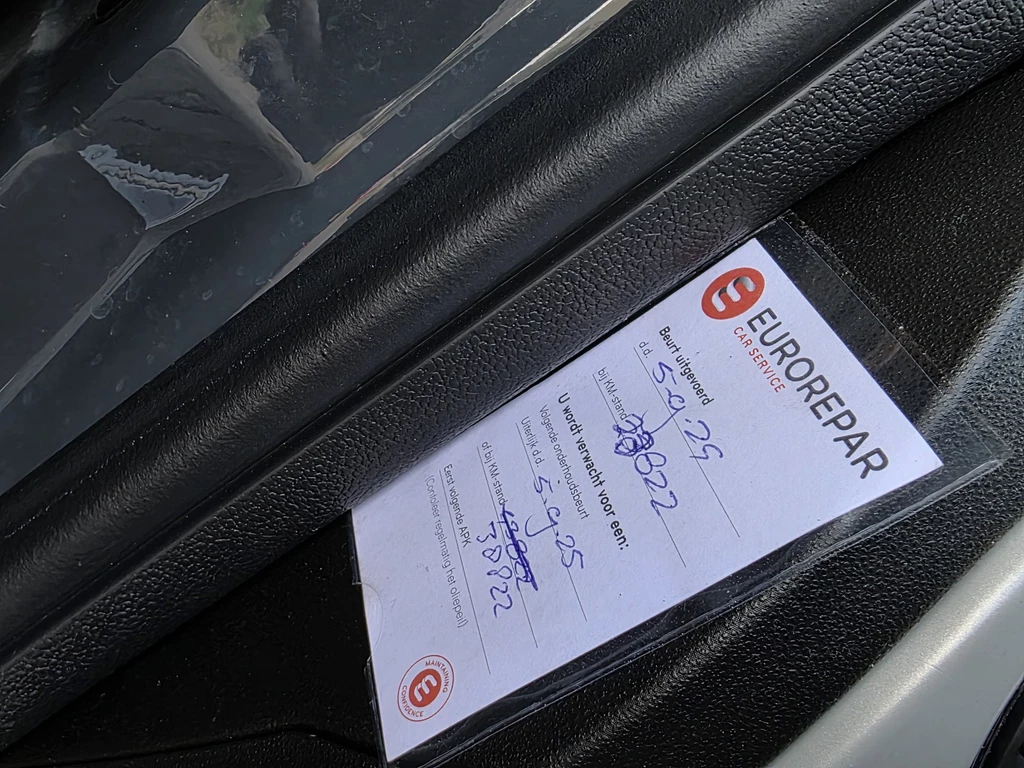 EUROREPAR
CAR SERVICE
Beurt uitgevoerd
d.d. 5-9-24
bij KM-stand 28822
U wordt verwacht voor een:
Volgende onderhoudsbeurt
Uiterlijk d.d. 5-9-25
of bij KM-stand 38822
Eerst volgende APK
(Controleer regelmatig het oliepeil)
MAINTAINING
CONFIDENCE